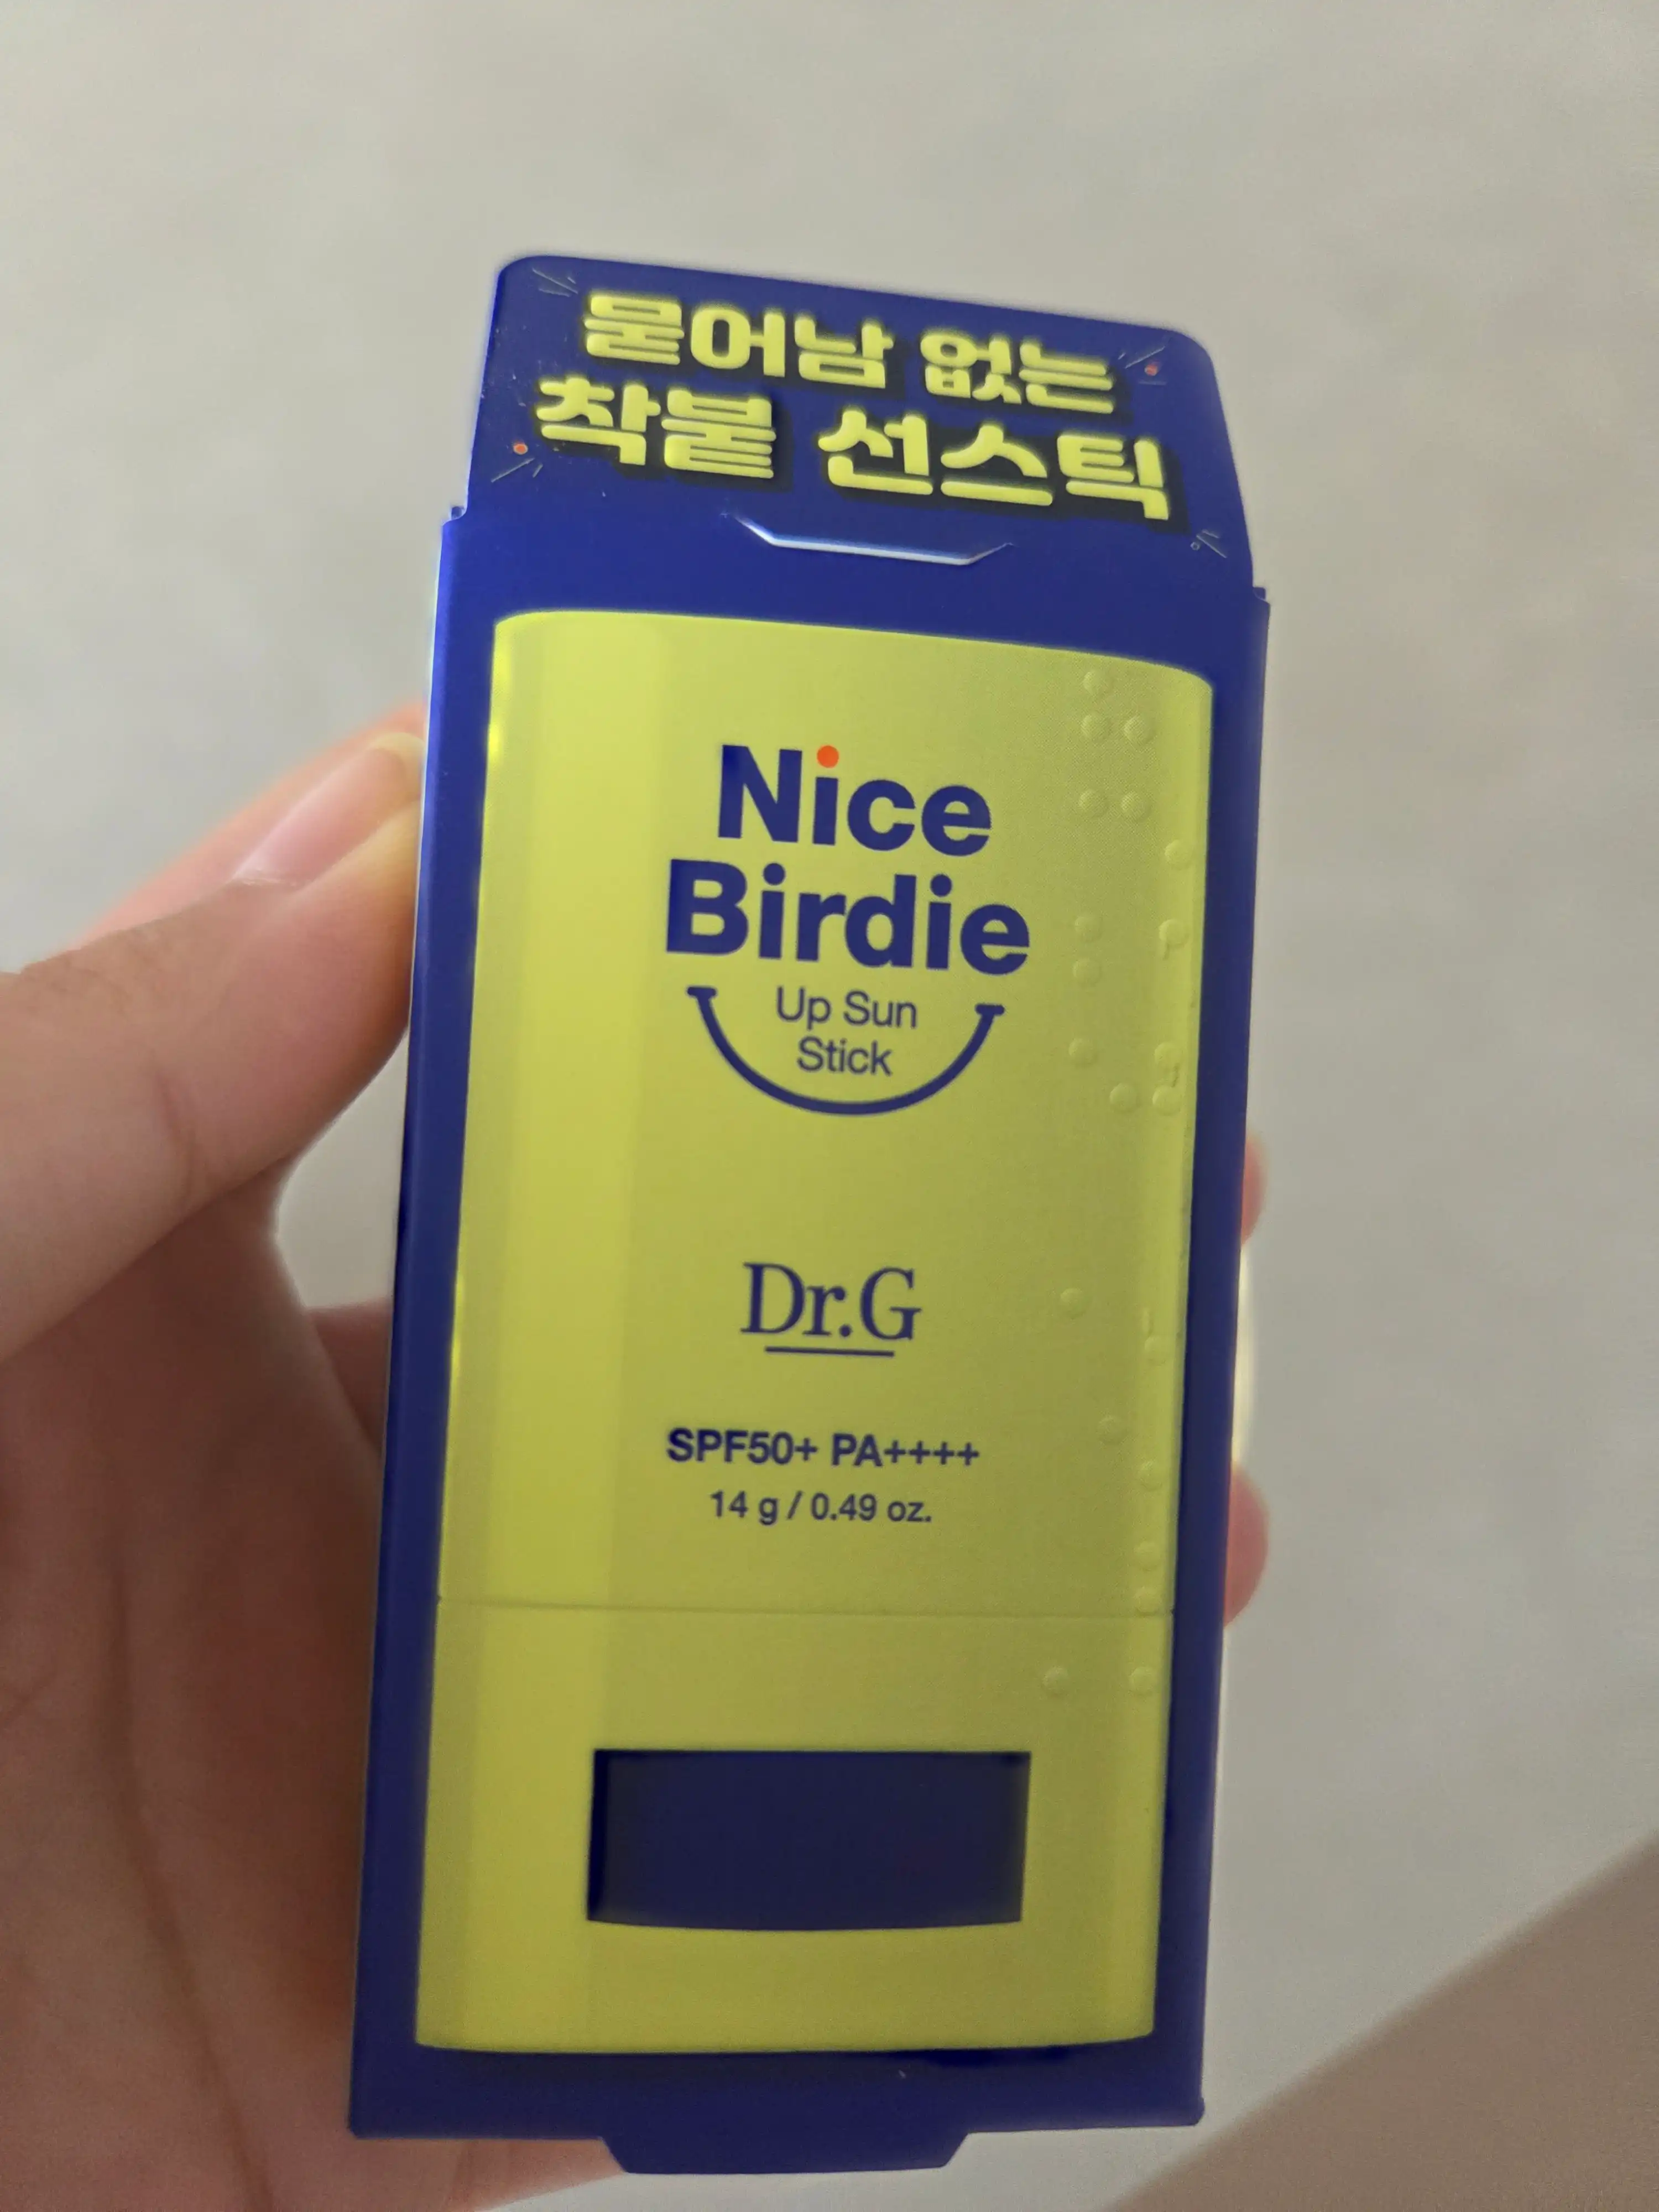 묻어남 없는
착붙 선스틱
Nice
Birdie
Up Sun
Stick
Dr.G
SPF50+ PA++++
14 g / 0.49 oz.